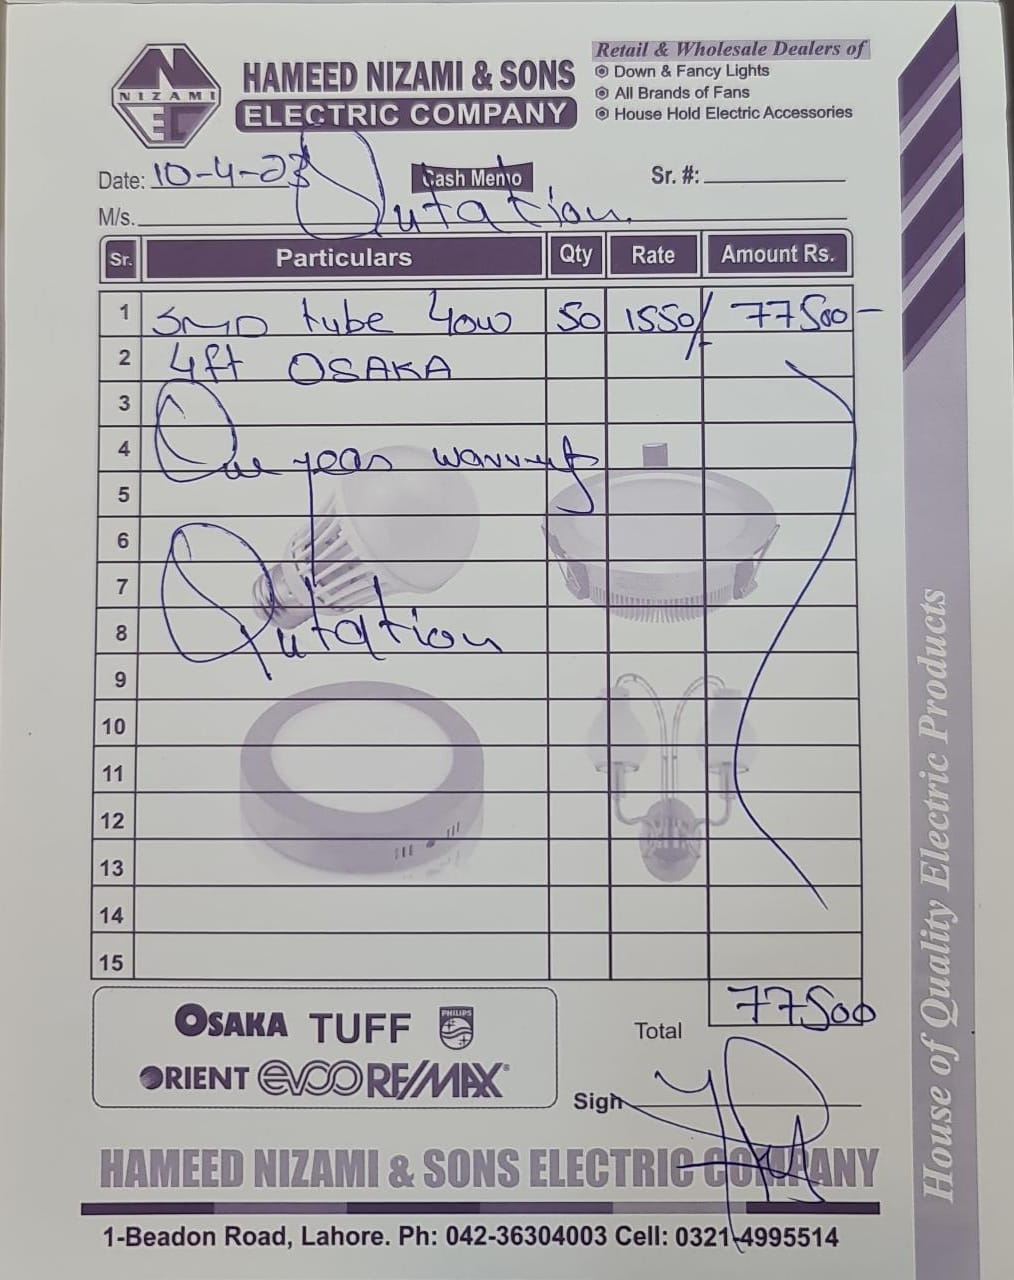 NIZAMI
NEC
HAMEED NIZAMI & SONS
ELECTRIC COMPANY
Retail & Wholesale Dealers of
Down & Fancy Lights
All Brands of Fans
House Hold Electric Accessories
Date: 10-4-23 Cash Memo Sr. #:
M/s. Qutation.
Sr. Particulars Qty Rate Amount Rs.
1 SMD tube 40w 50 1550/- 77500-
2 4ft OSAKA
3
4 One year warrenty
5
6
7
8 Qutation
9
10
11
12
13
14
15
77500
Total
OSAKA TUFF PHILIPS
ORIENT evoo RE/MAX
Sign
HAMEED NIZAMI & SONS ELECTRIC COMPANY
1-Beadon Road, Lahore. Ph: 042-36304003 Cell: 0321-4995514
House of Quality Electric Products